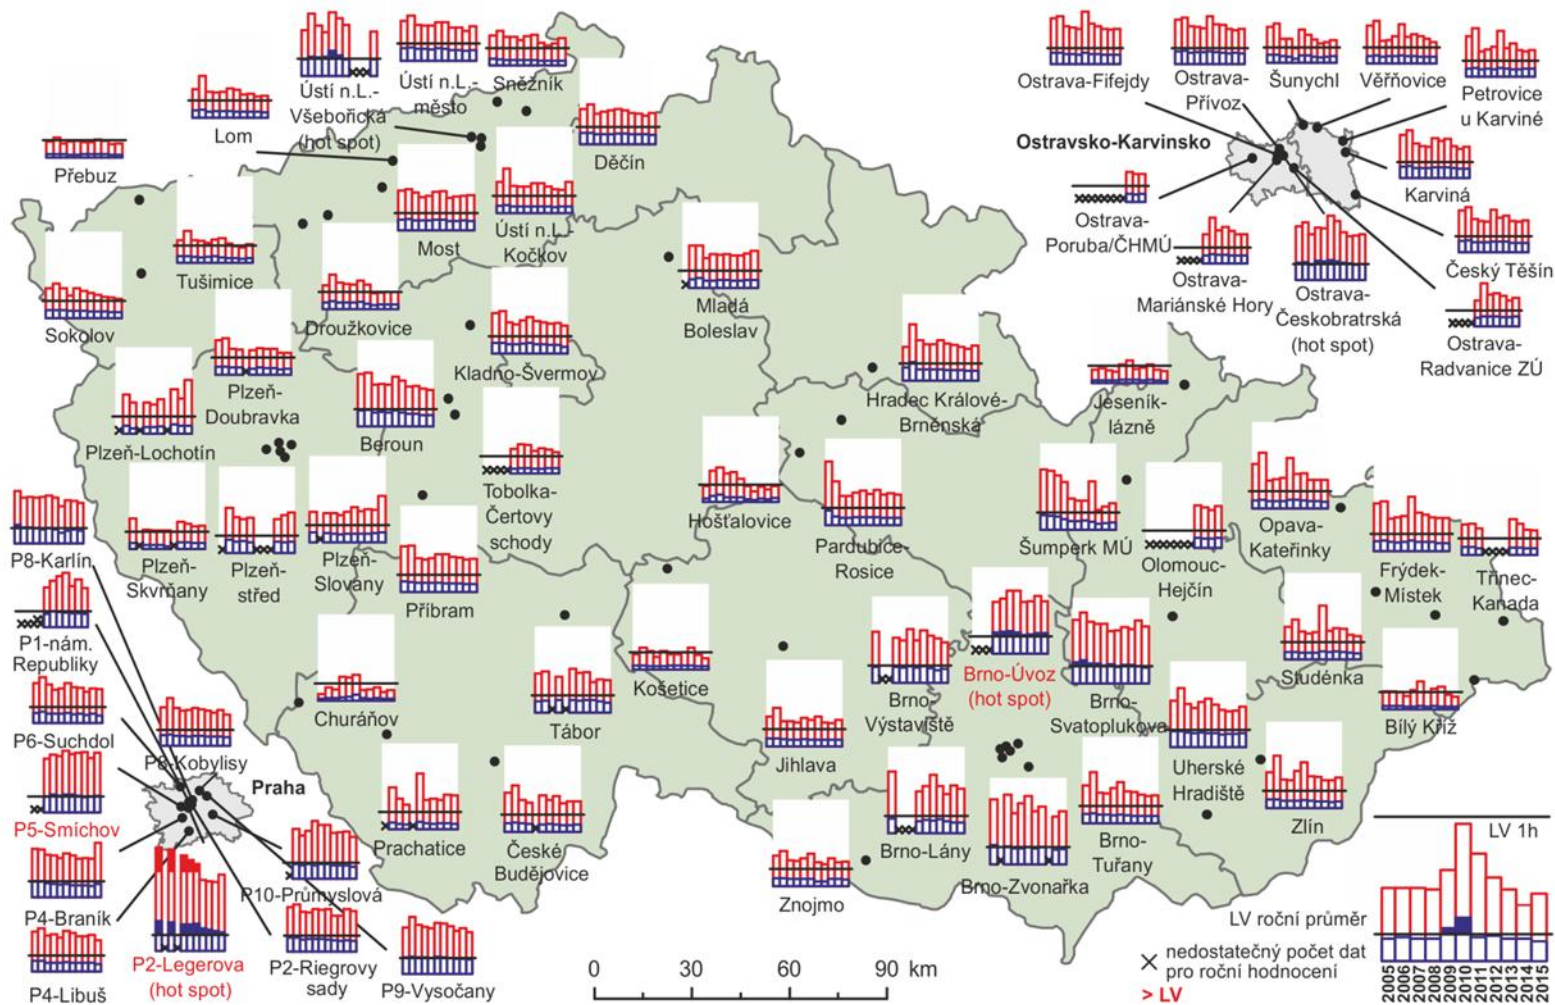 Přebuz
Lom
Ústí n.L.-
Všebořická
(hot spot)
Ústí n.L.-
město
Sněžník
Děčín
Ostrava-Fifejdy
Ostrava-
Přívoz
Šunychl
Věřňovice
Petrovice
u Karviné
Ostravsko-Karvinsko
Karviná
Ostrava-
Poruba/ČHMÚ
Ostrava-
Mariánské Hory
Ostrava-
Českobratrská
(hot spot)
Český Těšín
Ostrava-
Radvanice ZÚ
Tušimice
Most
Ústí n.L.-
Kočkov
Sokolov
Droužkovice
Mladá
Boleslav
Plzeň-
Doubravka
Kladno-Švermov
Hradec Králové-
Brněnská
Jeseník-
lázně
Plzeň-Lochotín
Beroun
Tobolka-
Čertovy
schody
Hošťalovice
Pardubice-
Rosice
Šumperk MÚ
Olomouc-
Hejčín
Opava-
Kateřinky
Frýdek-
Místek
Třinec-
Kanada
P8-Karlín
Plzeň-
Skvrňany
Plzeň-
střed
Plzeň-
Slovany
Příbram
P1-nám.
Republiky
Churáňov
Tábor
Košetice
Brno-
Výstaviště
Brno-Úvoz
(hot spot)
Brno-
Svatoplukova
Studénka
Bílý Kříž
P6-Suchdol
P8-Kobylisy
Praha
Jihlava
Uherské
Hradiště
Zlín
P5-Smíchov
Prachatice
České
Budějovice
Brno-Lány
Brno-Zvonařka
Brno-
Tuřany
Znojmo
P4-Braník
P10-Průmyslová
P4-Libuš
P2-Legerova
(hot spot)
P2-Riegrovy
sady
P9-Vysočany
0 30 60 90 km
LV 1h
LV roční průměr
× nedostatečný počet dat
pro roční hodnocení
> LV
2005 2006 2007 2008 2009 2010 2011 2012 2013 2014 2015